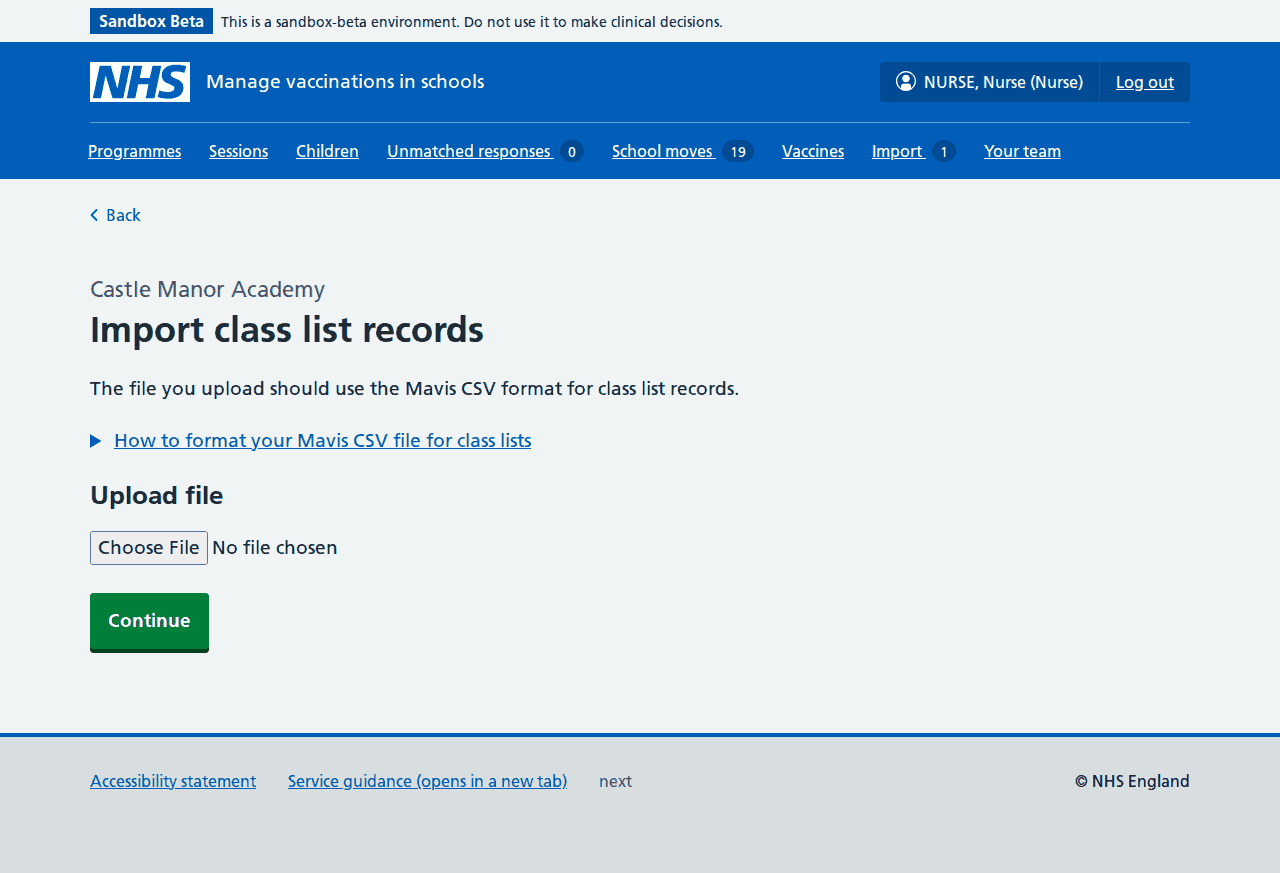 Sandbox Beta This is a sandbox-beta environment. Do not use it to make clinical decisions.
NHS Manage vaccinations in schools NURSE, Nurse (Nurse) Log out
Programmes Sessions Children Unmatched responses 0 School moves 19 Vaccines Import 1 Your team
Back
Castle Manor Academy
Import class list records
The file you upload should use the Mavis CSV format for class list records.
How to format your Mavis CSV file for class lists
Upload file
Choose File No file chosen
Continue
Accessibility statement Service guidance (opens in a new tab) next © NHS England